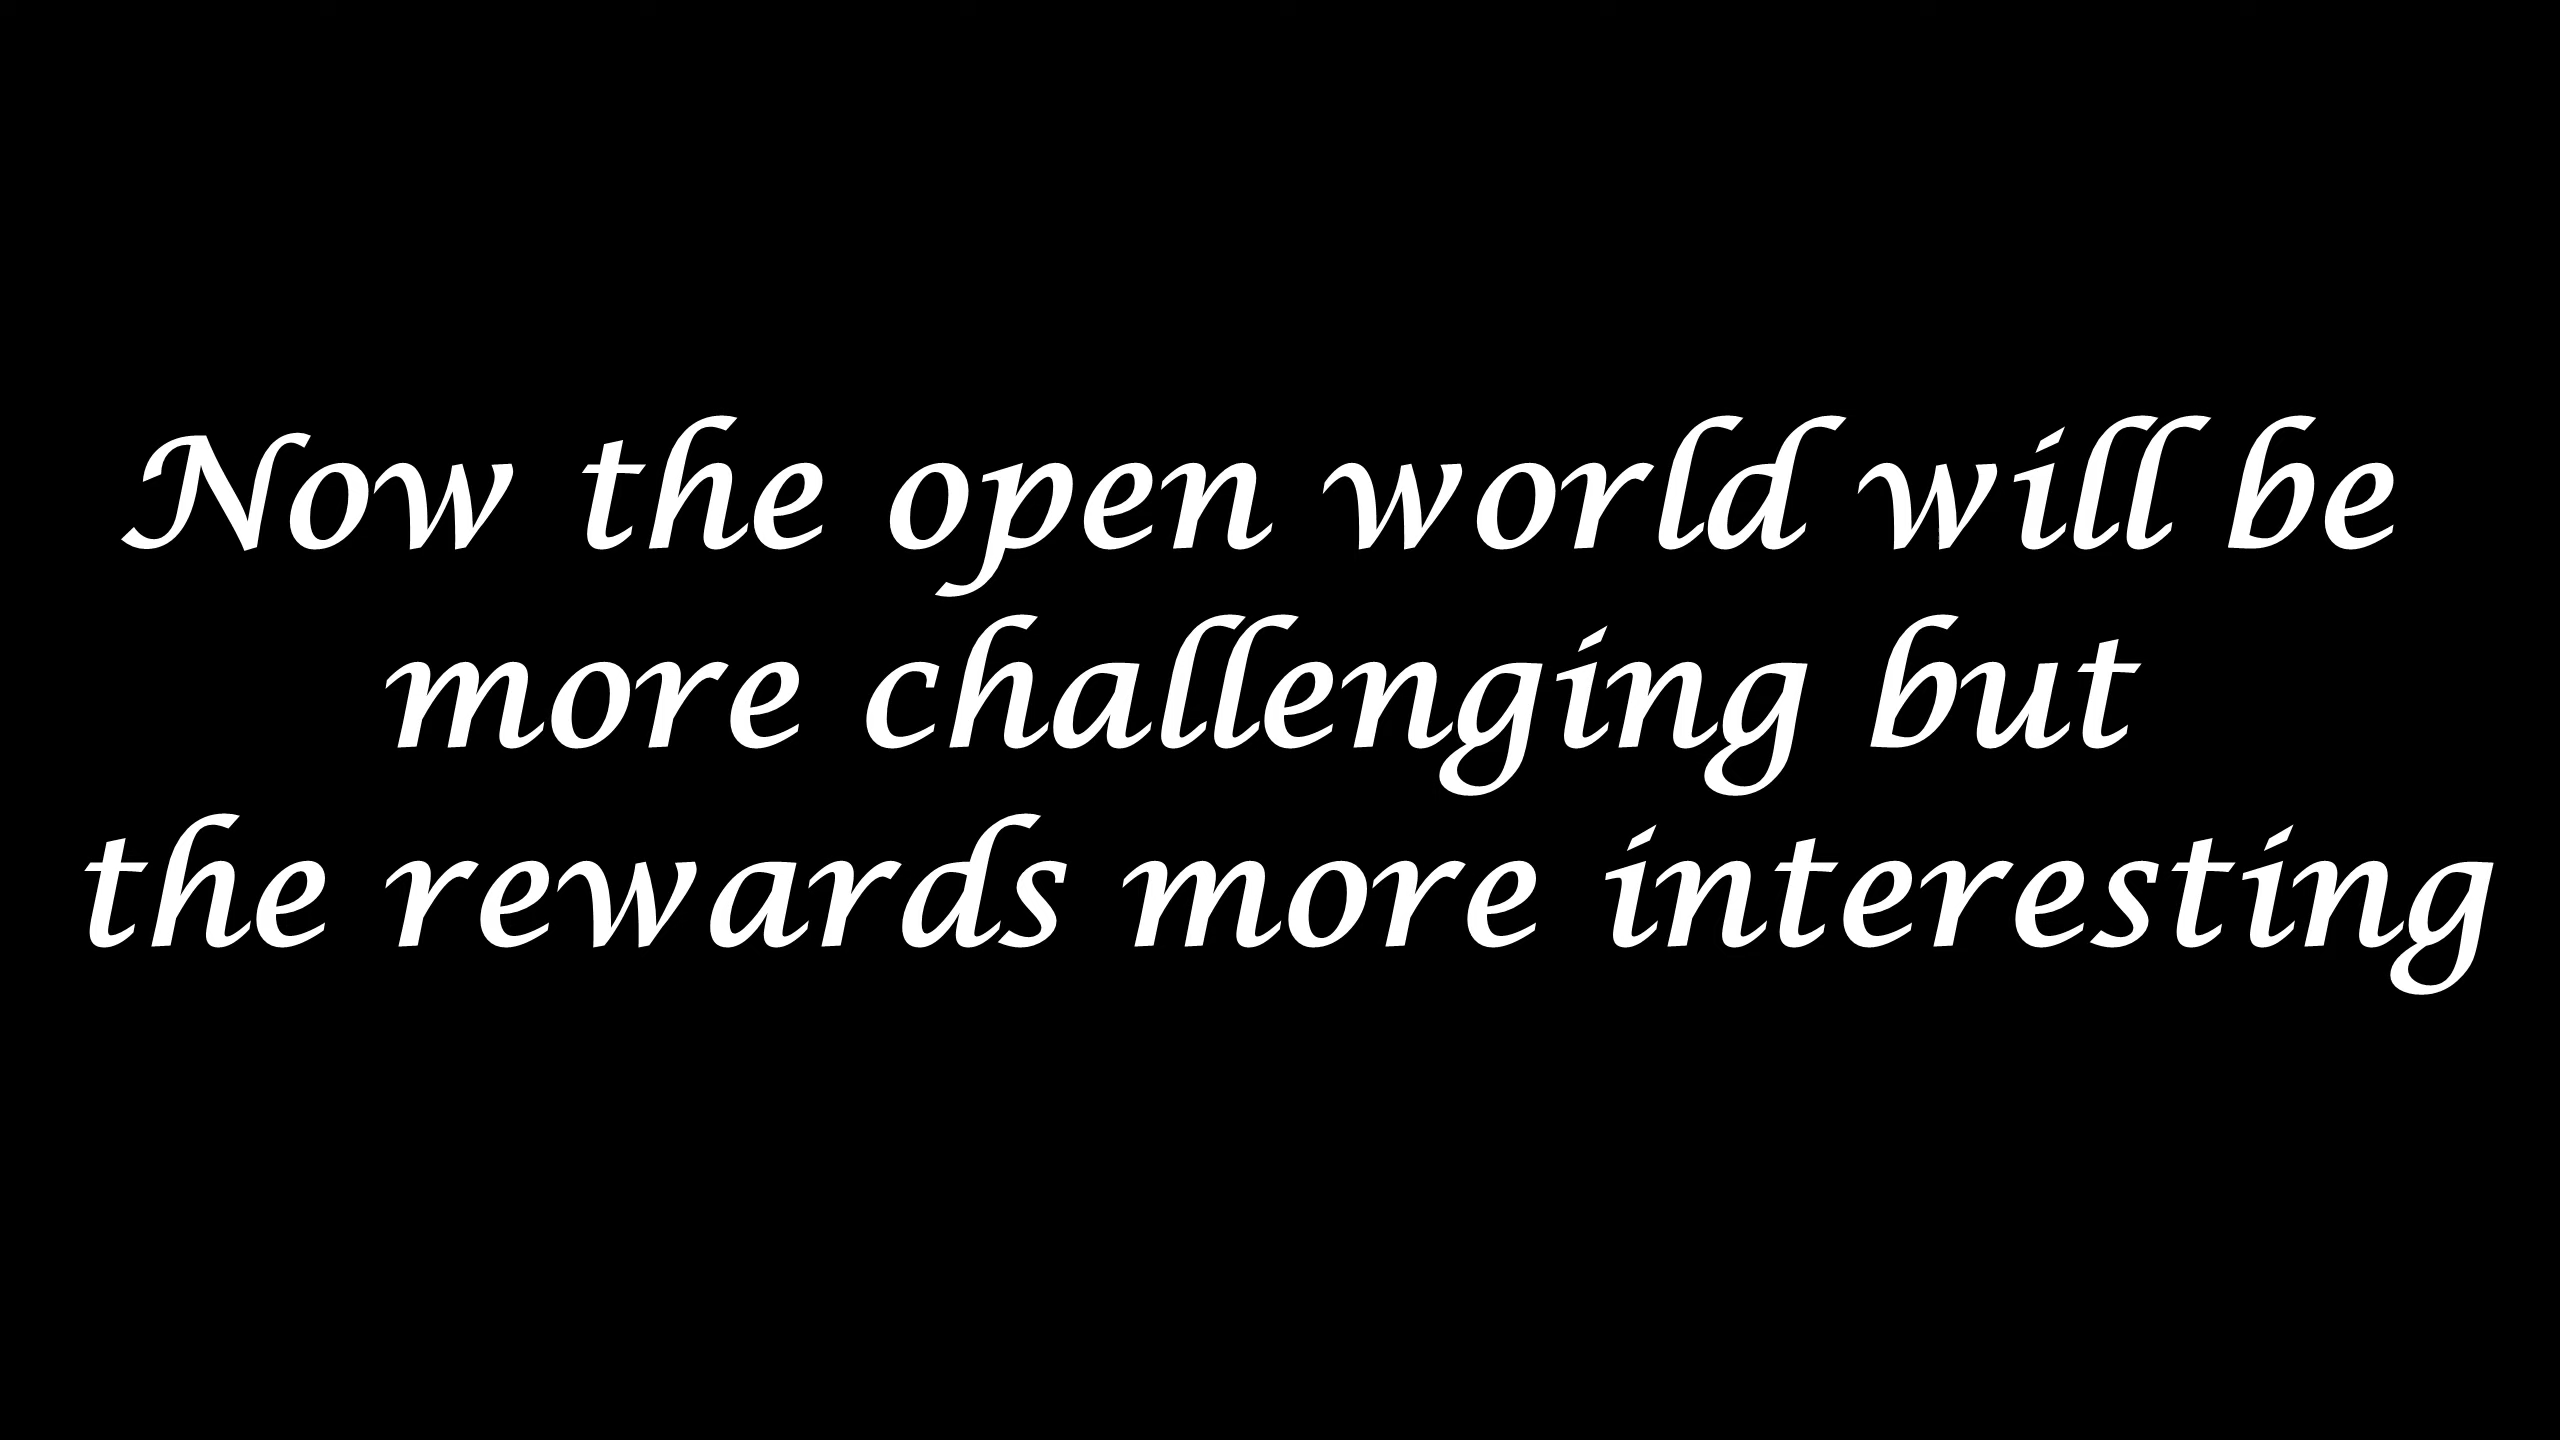 Now the open world will be
more challenging but
the rewards more interesting